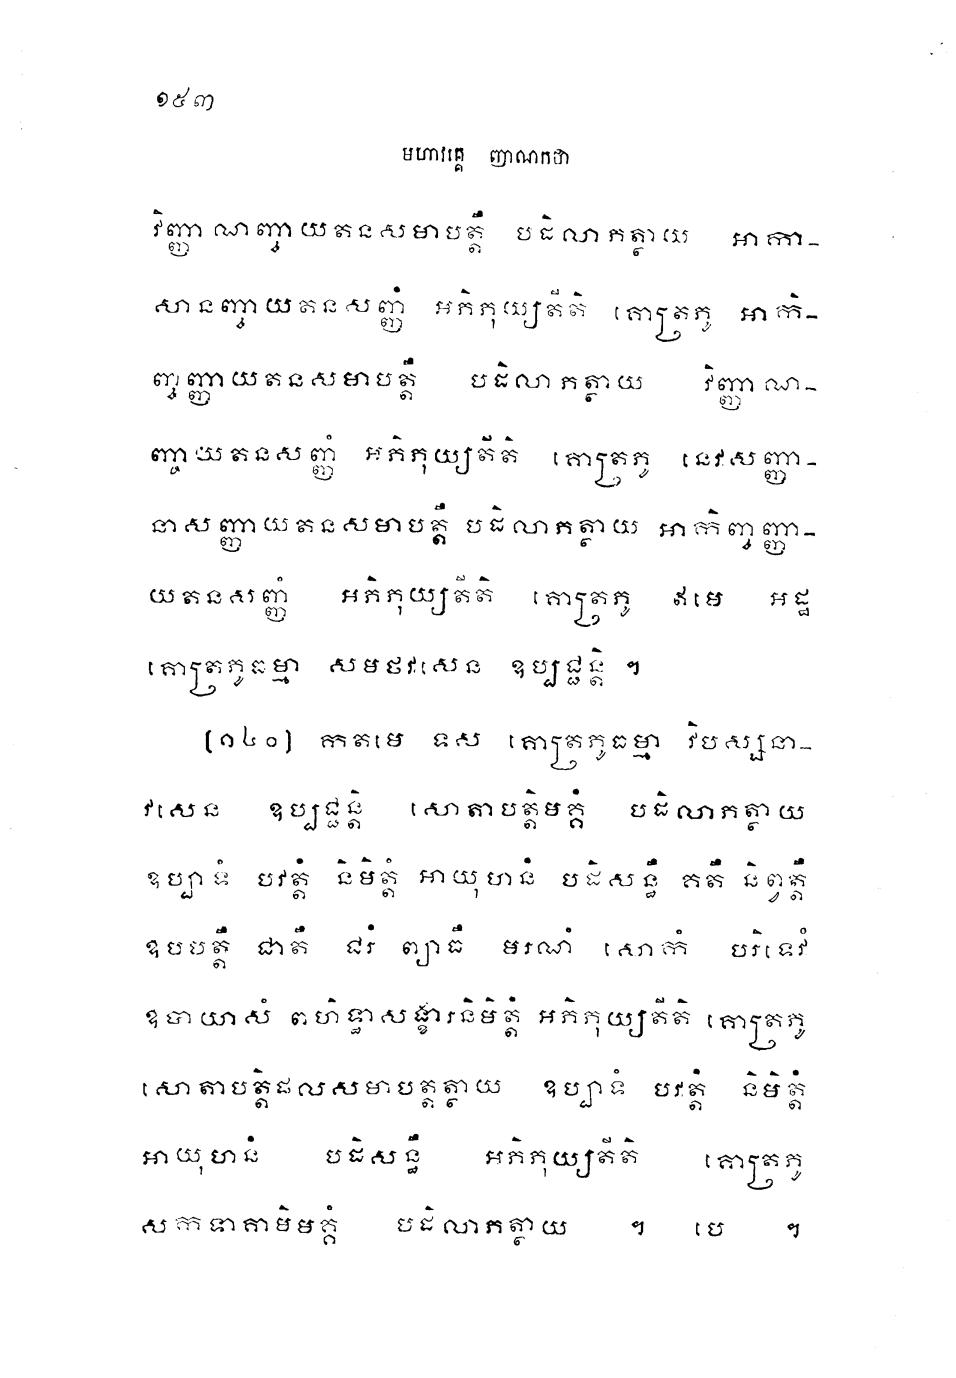 ១៥៣
មហាវគ្គេ ញាណកថា
វិញ្ញាណញ្ចាយតនសមាបត្តឹ បដិលាភត្ថាយ អាកា-
សានញ្ចាយតនសញ្ញំ អភិភុយ្យតីតិ គោត្រភូ អាកិ-
ញ្ចញ្ញាយតនសមាបត្តឹ បដិលាភត្ថាយ វិញ្ញាណ-
ញ្ចាយតនសញ្ញំ អភិភុយ្យតីតិ គោត្រភូ នេវសញ្ញា-
នាសញ្ញាយតនសមាបត្តឹ បដិលាភត្ថាយ អាកិញ្ចញ្ញា-
យតនសញ្ញំ អភិភុយ្យតីតិ គោត្រភូ ឥមេ អដ្ឋ
គោត្រភូធម្មា សមថវសេន ឧប្បជ្ជន្តិ ។
(១៤០) កតមេ ទស គោត្រភូធម្មា វិបស្សនា-
វសេន ឧប្បជ្ជន្តិ សោតាបត្តិមគ្គំ បដិលាភត្ថាយ
ឧប្បាទំ បវត្តំ និមិត្តំ អាយុហនំ បដិសន្ធឹ គតឹ និព្វត្តឹ
ឧបបត្តឹ ជាតឹ ជរំ ព្យាធឹ មរណំ សោកំ បរិទេវំ
ឧបាយាសំ ពហិទ្ធាសង្ខារនិមិត្តំ អភិភុយ្យតីតិ គោត្រភូ
សោតាបត្តិផលសមាបត្តត្ថាយ ឧប្បាទំ បវត្តំ និមិត្តំ
អាយុហនំ បដិសន្ធឹ អភិភុយ្យតីតិ គោត្រភូ
សកទាគាមិមគ្គំ បដិលាភត្ថាយ ។ បេ ។